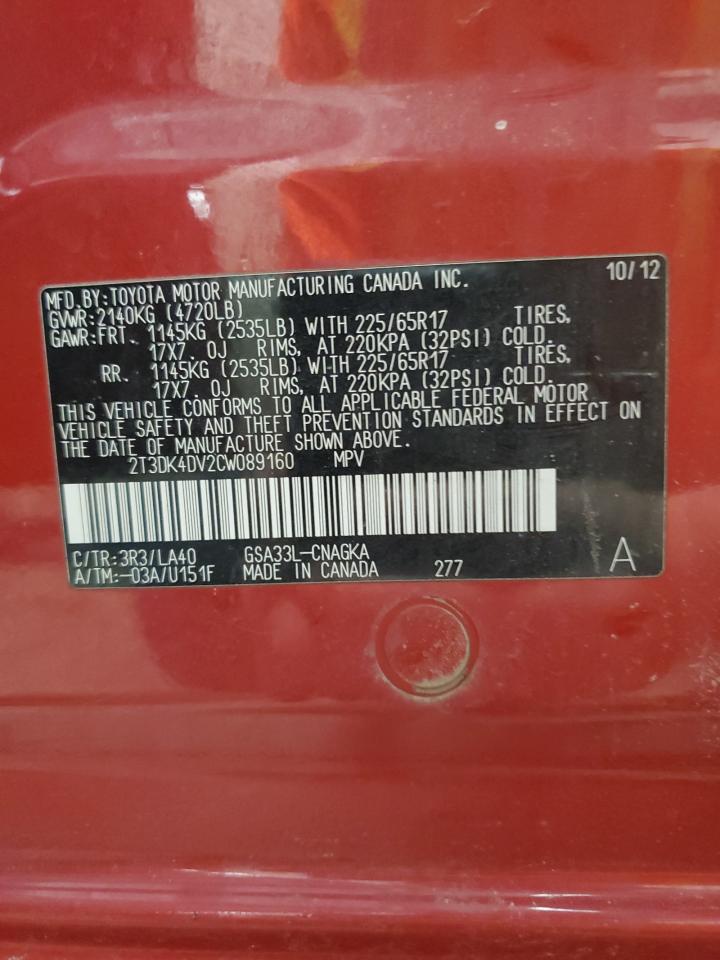 MFD.BY:TOYOTA MOTOR MANUFACTURING CANADA INC. 10/12
GVWR:2140KG (4720LB)
GAWR:FRT. 1145KG (2535LB) WITH 225/65R17 TIRES,
17X7.0J RIMS, AT 220KPA (32PSI) COLD.
RR. 1145KG (2535LB) WITH 225/65R17 TIRES,
17X7.0J RIMS, AT 220KPA (32PSI) COLD.
THIS VEHICLE CONFORMS TO ALL APPLICABLE FEDERAL MOTOR
VEHICLE SAFETY AND THEFT PREVENTION STANDARDS IN EFFECT ON
THE DATE OF MANUFACTURE SHOWN ABOVE.
2T3DK4DV2CW089160 MPV
C/TR:3R3/LA40 GSA33L-CNAGKA
A/TM:-03A/U151F MADE IN CANADA 277 A